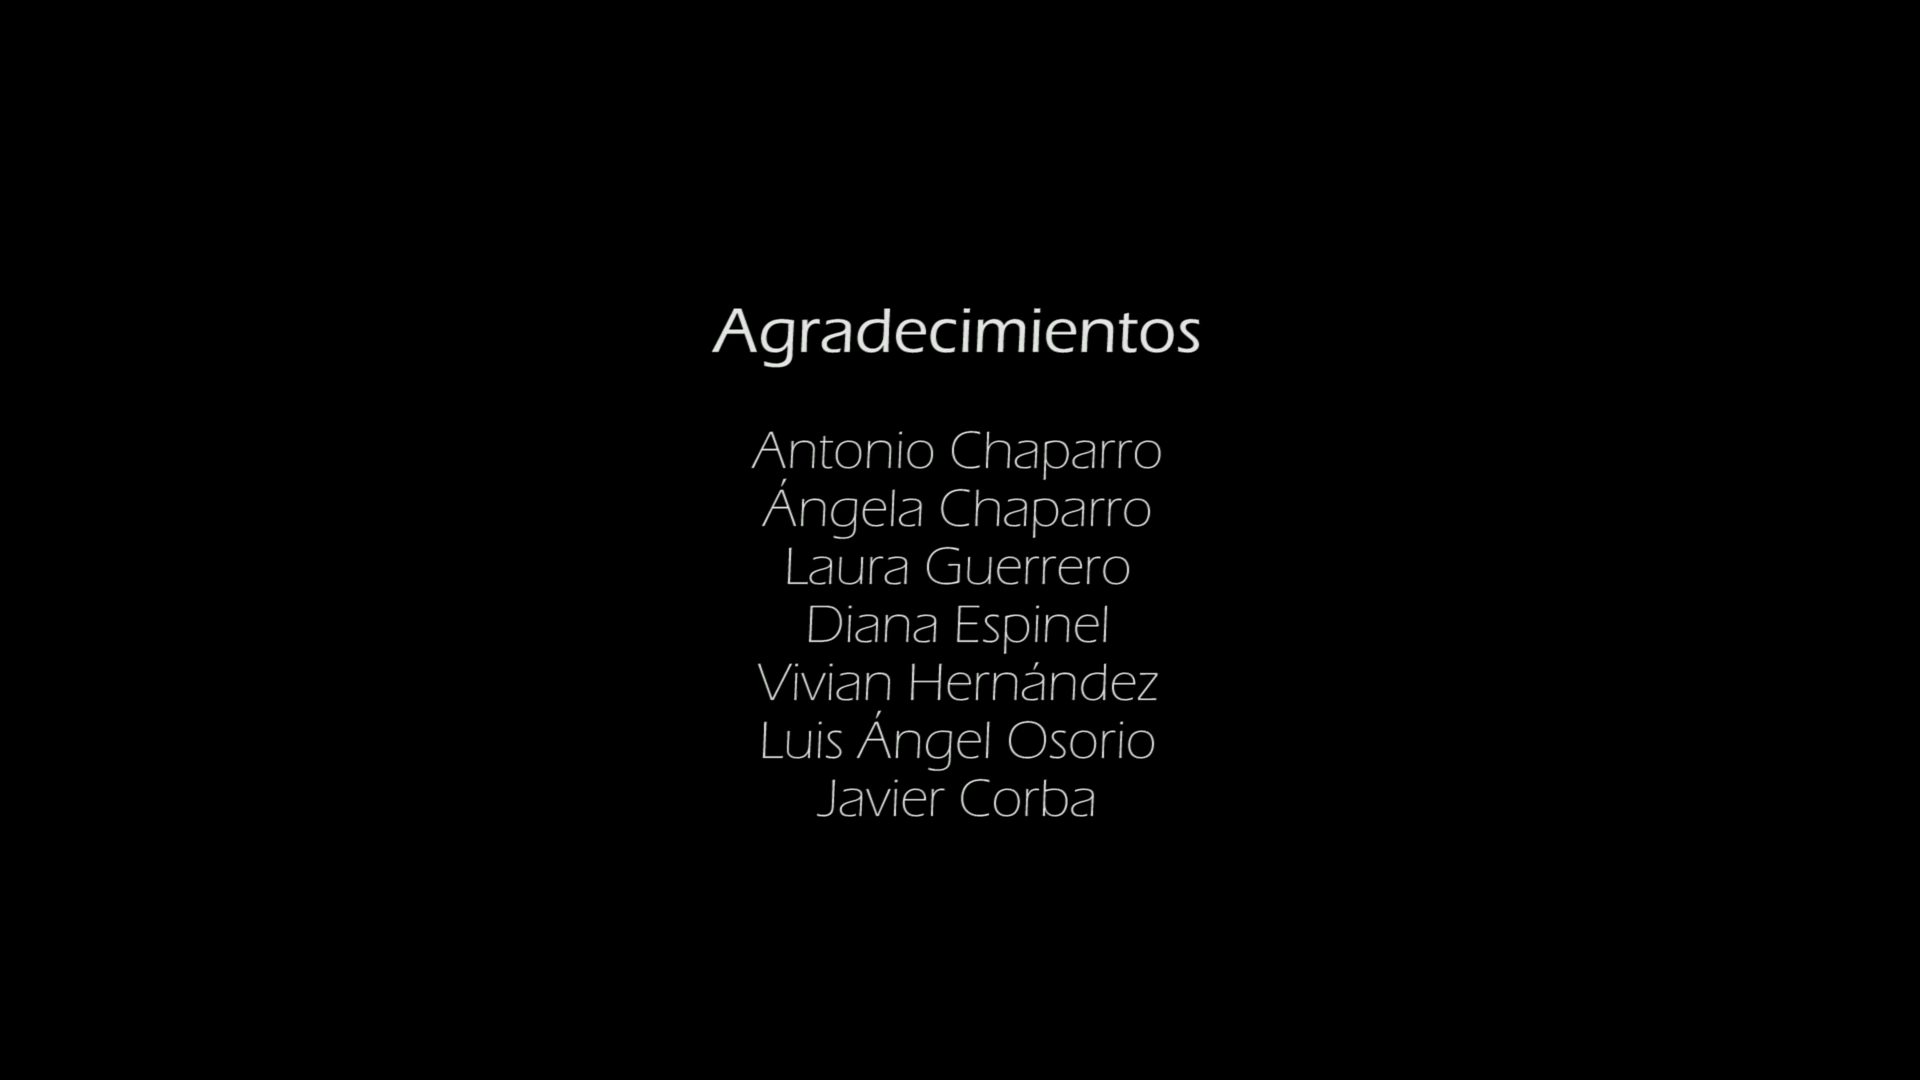 Agradecimientos
Antonio Chaparro
Ángela Chaparro
Laura Guerrero
Diana Espinel
Vivian Hernández
Luis Ángel Osorio
Javier Corba